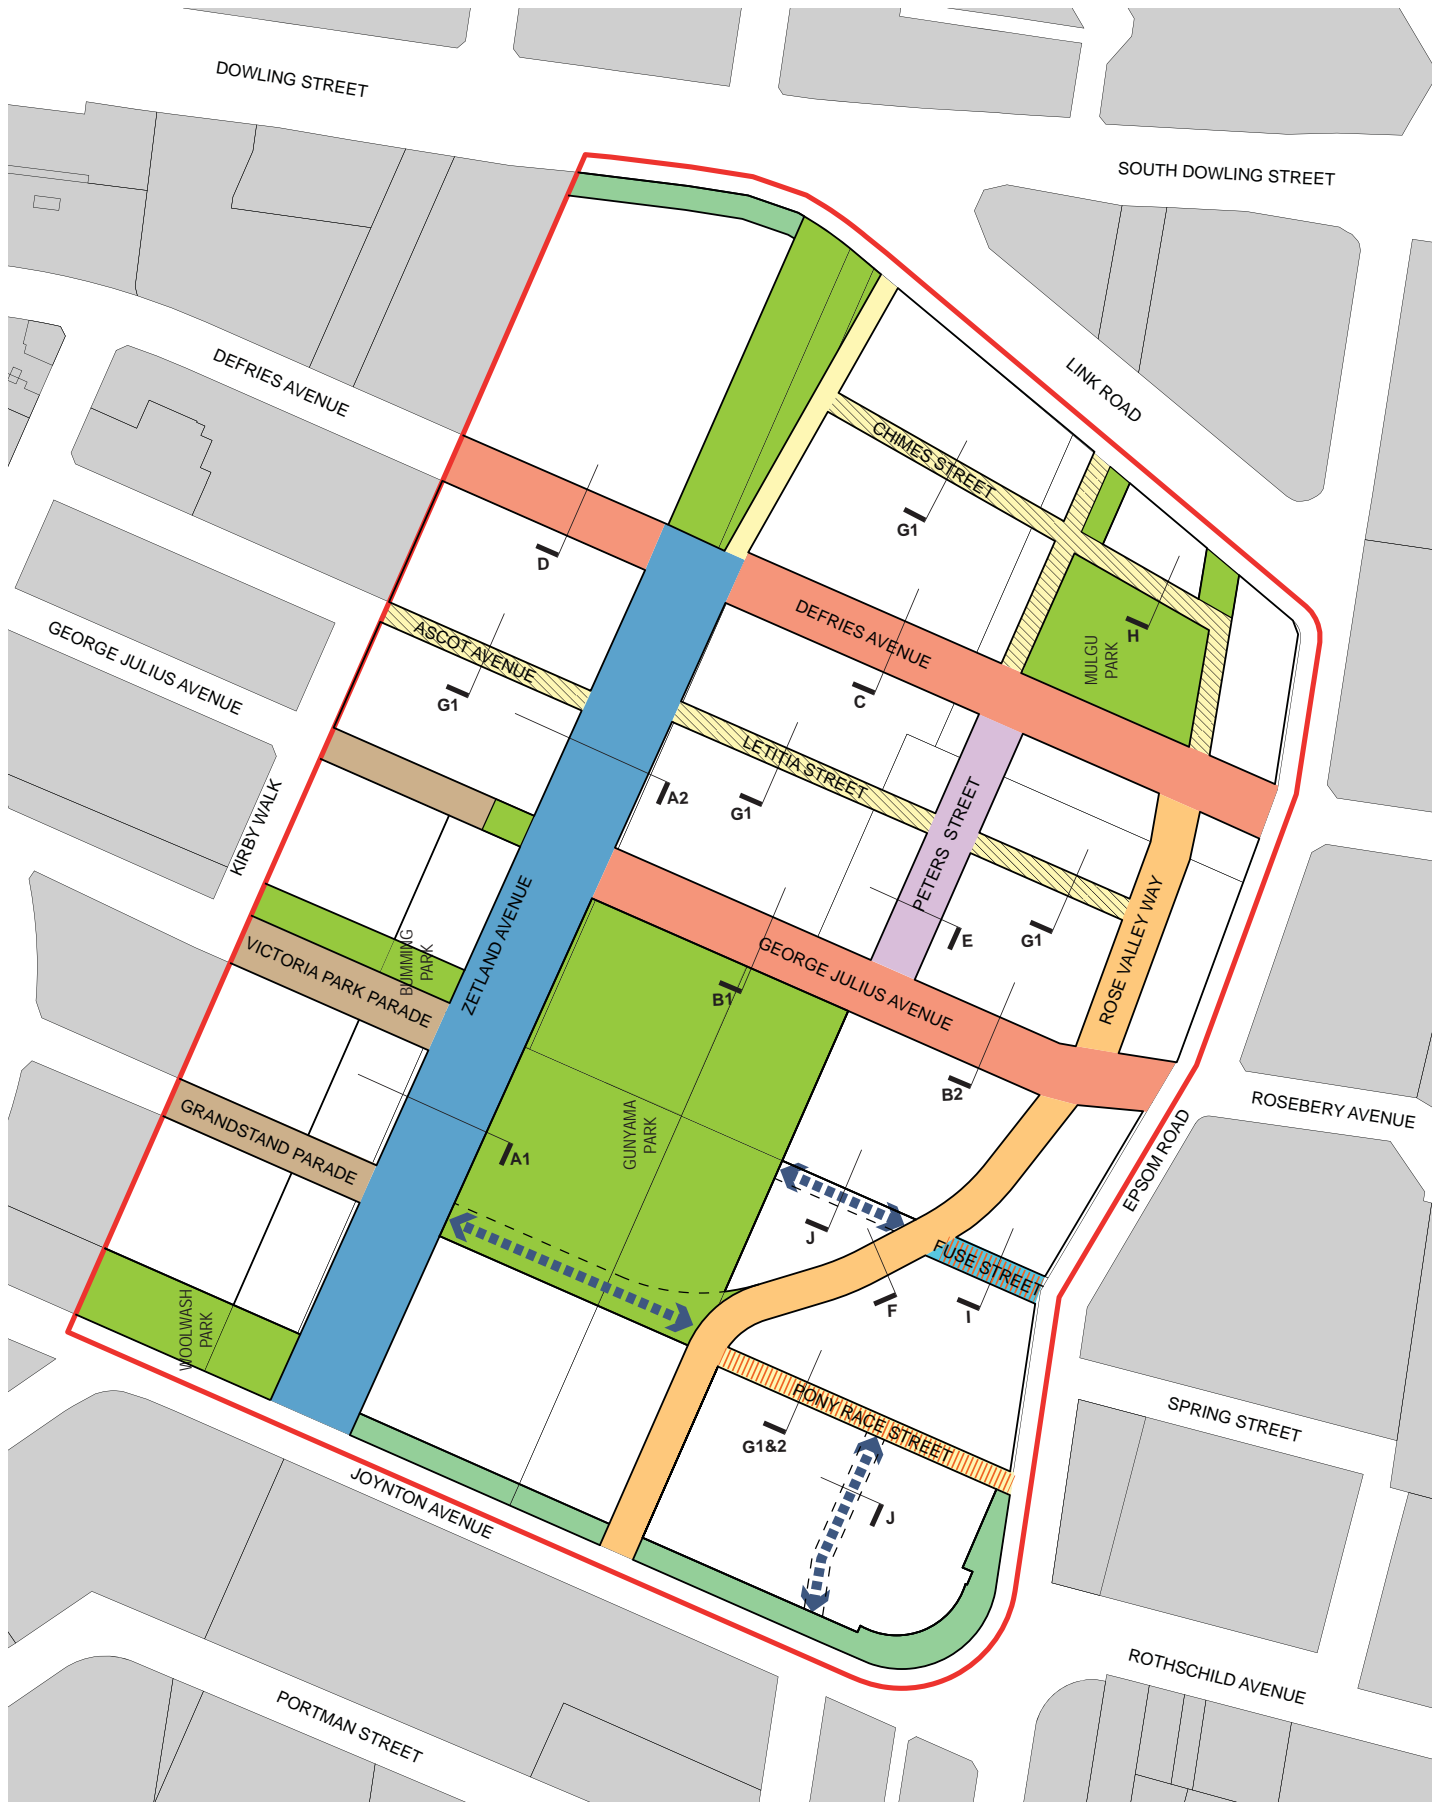 DOWLING STREET
SOUTH DOWLING STREET
LINK ROAD
DEFRIES AVENUE
CHIMES STREET
G1
D
H
MULGU
PARK
DEFRIES AVENUE
GEORGE JULIUS AVENUE
ASCOT AVENUE
G1
C
LETITIA STREET
A2
G1
KIRBY WALK
PETERS STREET
ROSE VALLEY WAY
E
G1
ZETLAND AVENUE
BUMMING
PARK
VICTORIA PARK PARADE
GEORGE JULIUS AVENUE
B1
B2
GRANDSTAND PARADE
GUNYAMA
PARK
A1
ROSEBERY AVENUE
EPSOM ROAD
J
FUSE STREET
F
I
WOOLWASH
PARK
PONY RACE STREET
G1&2
SPRING STREET
J
JOYNTON AVENUE
ROTHSCHILD AVENUE
PORTMAN STREET